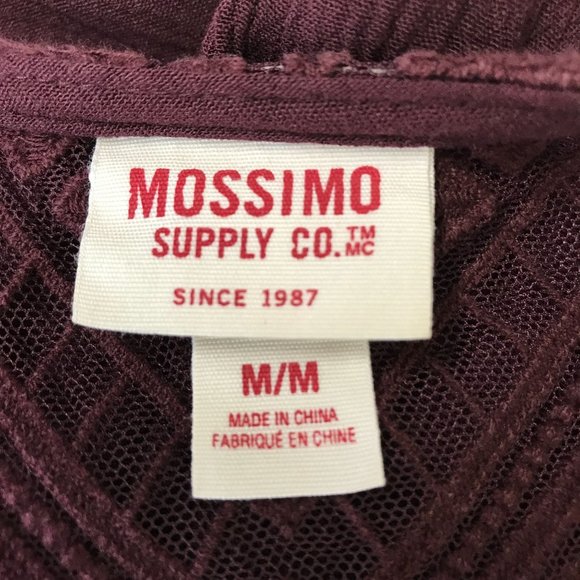 MOSSIMO
SUPPLY CO.™ MC
SINCE 1987
M/M
MADE IN CHINA
FABRIQUÉ EN CHINE